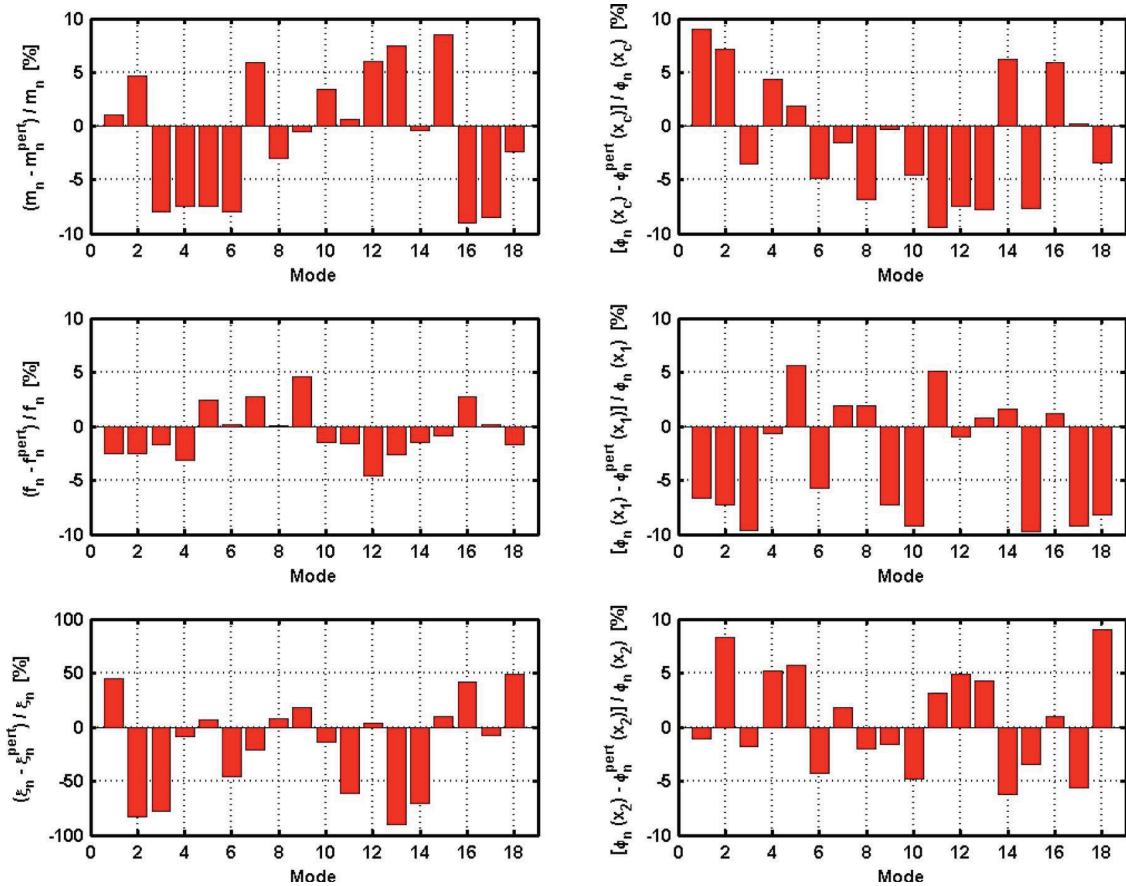 (m_n - m_n^pert) / m_n [%]
10
5
0
-5
-10
0 2 4 6 8 10 12 14 16 18
Mode
[ϕ_n (x_c) - ϕ_n^pert (x_c)] / ϕ_n (x_c) [%]
10
5
0
-5
-10
0 2 4 6 8 10 12 14 16 18
Mode
(f_n - f_n^pert) / f_n [%]
10
5
0
-5
-10
0 2 4 6 8 10 12 14 16 18
Mode
[ϕ_n (x_1) - ϕ_n^pert (x_1)] / ϕ_n (x_1) [%]
10
5
0
-5
-10
0 2 4 6 8 10 12 14 16 18
Mode
(ξ_n - ξ_n^pert) / ξ_n [%]
100
50
0
-50
-100
0 2 4 6 8 10 12 14 16 18
Mode
[ϕ_n (x_2) - ϕ_n^pert (x_2)] / ϕ_n (x_2) [%]
10
5
0
-5
-10
0 2 4 6 8 10 12 14 16 18
Mode